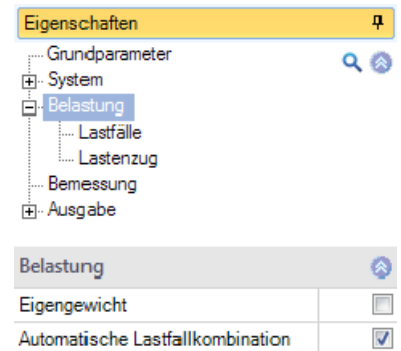 Eigenschaften
Grundparameter
System
Belastung
Lastfälle
Lastenzug
Bemessung
Ausgabe
Belastung
Eigengewicht
Automatische Lastfallkombination